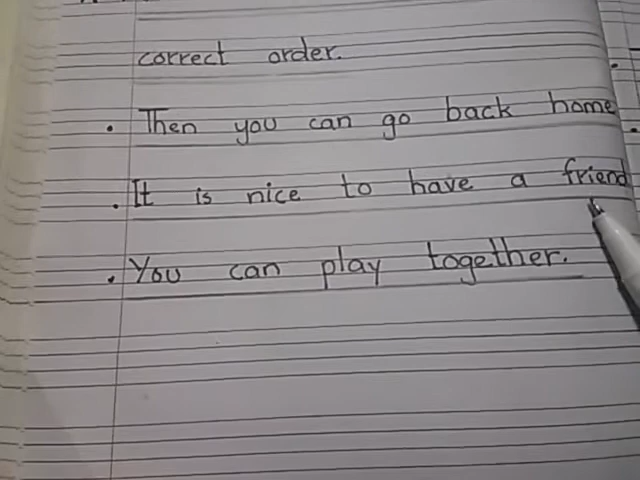 correct order.
. Then you can go back home
. It is nice to have a friend
. You can play together.